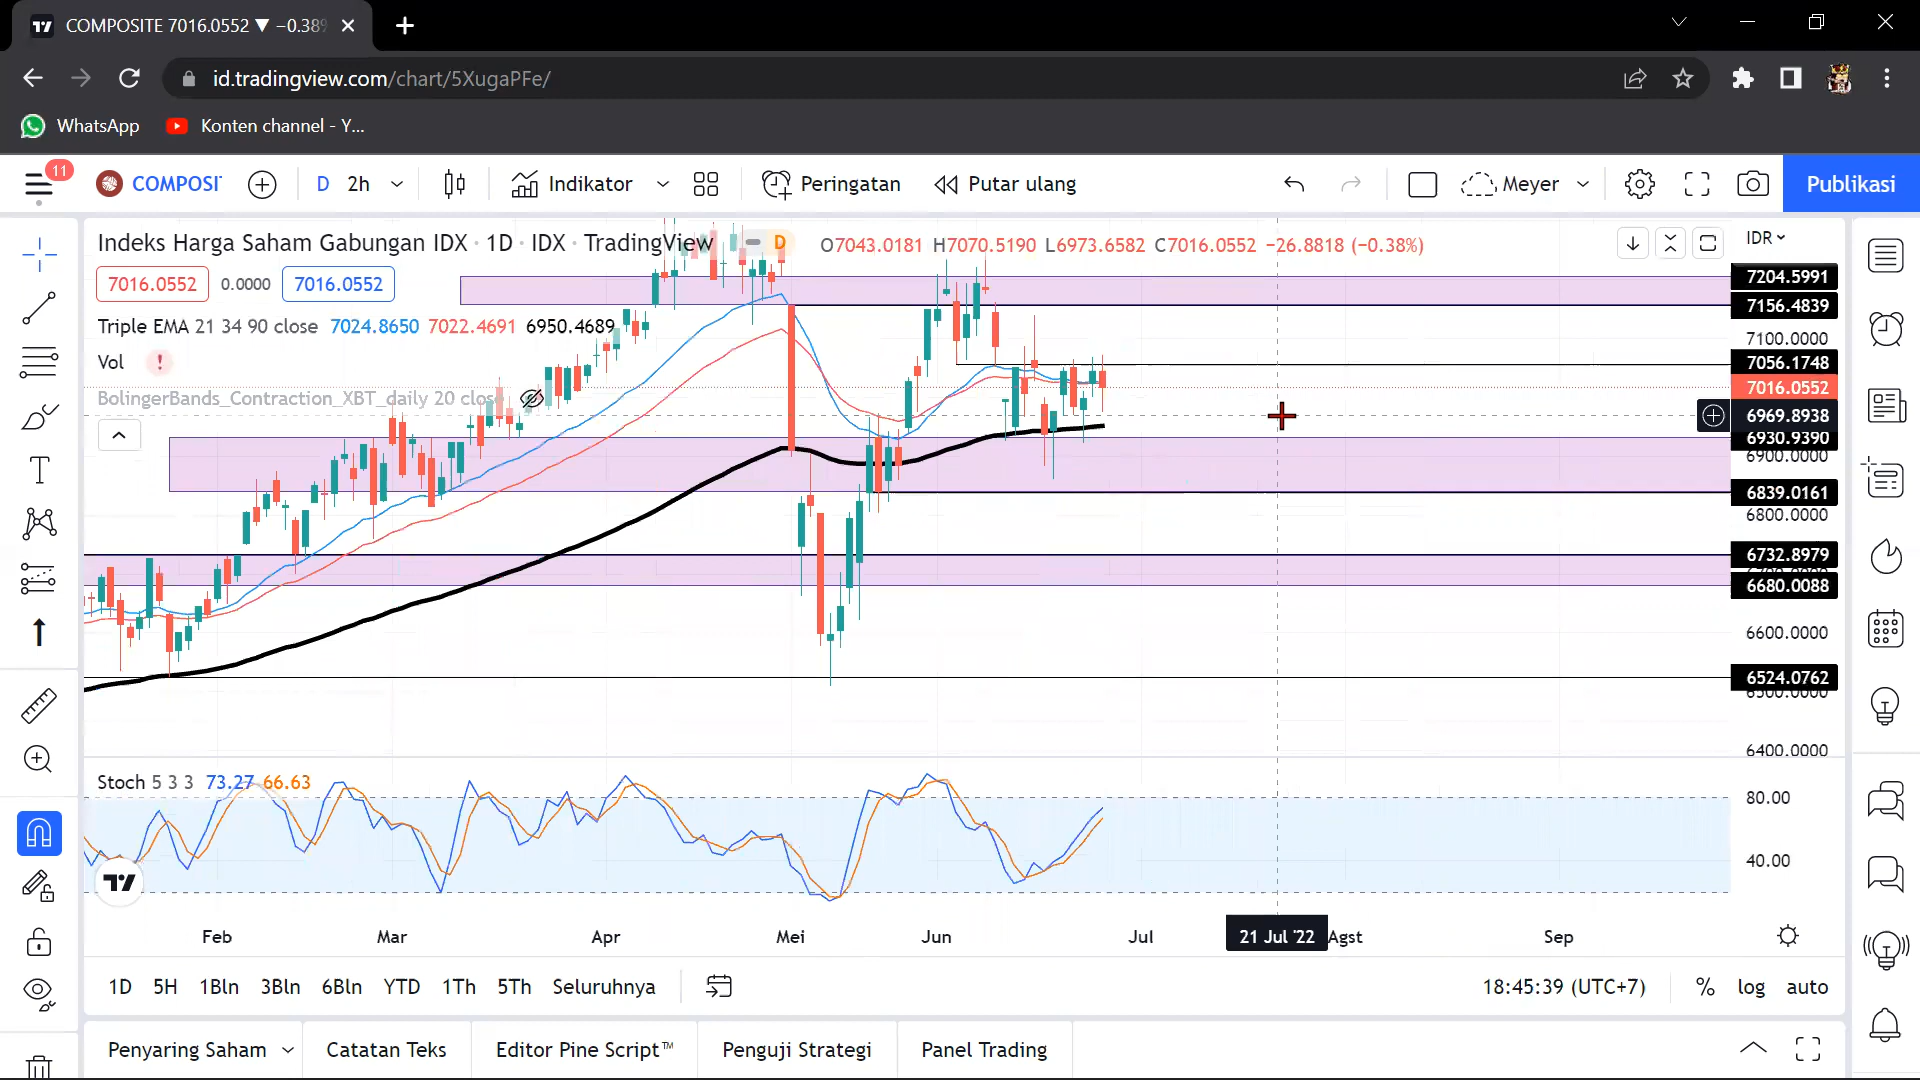 COMPOSITE 7016.0552 ▼ −0.38%
id.tradingview.com/chart/5XugaPFe/
WhatsApp
Konten channel - Y...
11
COMPOSI
D
2h
Indikator
Peringatan
Putar ulang
Meyer
Publikasi
Indeks Harga Saham Gabungan IDX · 1D · IDX · TradingView
D
O7043.0181 H7070.5190 L6973.6582 C7016.0552 −26.8818 (−0.38%)
IDR
7016.0552
0.0000
7016.0552
Triple EMA 21 34 90 close 7024.8650 7022.4691 6950.4689
Vol
BolingerBands_Contraction_XBT_daily 20 close
7204.5991
7156.4839
7100.0000
7056.1748
7016.0552
6969.8938
6930.9390
6900.0000
6839.0161
6800.0000
6732.8979
6680.0088
6600.0000
6524.0762
6500.0000
6400.0000
Stoch 5 3 3 73.27 66.63
80.00
40.00
Feb
Mar
Apr
Mei
Jun
Jul
21 Jul '22
Agst
Sep
1D
5H
1Bln
3Bln
6Bln
YTD
1Th
5Th
Seluruhnya
18:45:39 (UTC+7)
%
log
auto
Penyaring Saham
Catatan Teks
Editor Pine Script™
Penguji Strategi
Panel Trading